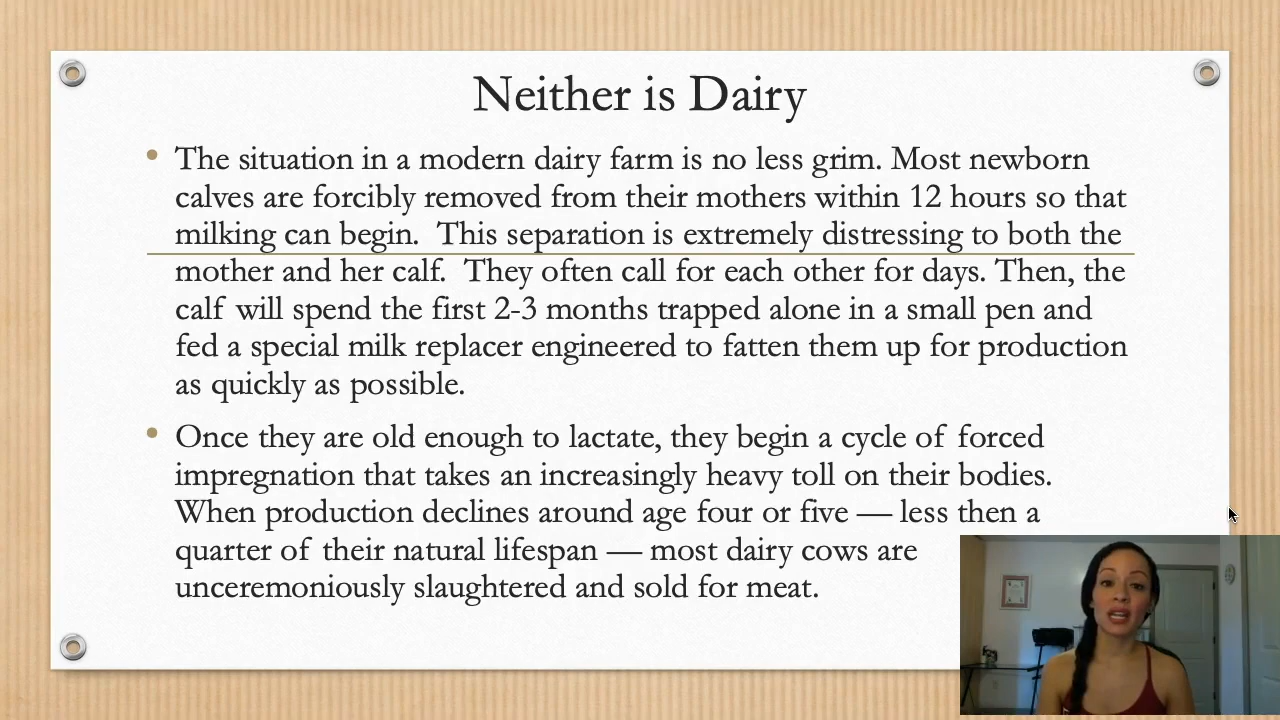 Neither is Dairy
The situation in a modern dairy farm is no less grim. Most newborn
calves are forcibly removed from their mothers within 12 hours so that
milking can begin.  This separation is extremely distressing to both the
mother and her calf.  They often call for each other for days. Then, the
calf will spend the first 2-3 months trapped alone in a small pen and
fed a special milk replacer engineered to fatten them up for production
as quickly as possible.
Once they are old enough to lactate, they begin a cycle of forced
impregnation that takes an increasingly heavy toll on their bodies.
When production declines around age four or five — less then a
quarter of their natural lifespan — most dairy cows are
unceremoniously slaughtered and sold for meat.